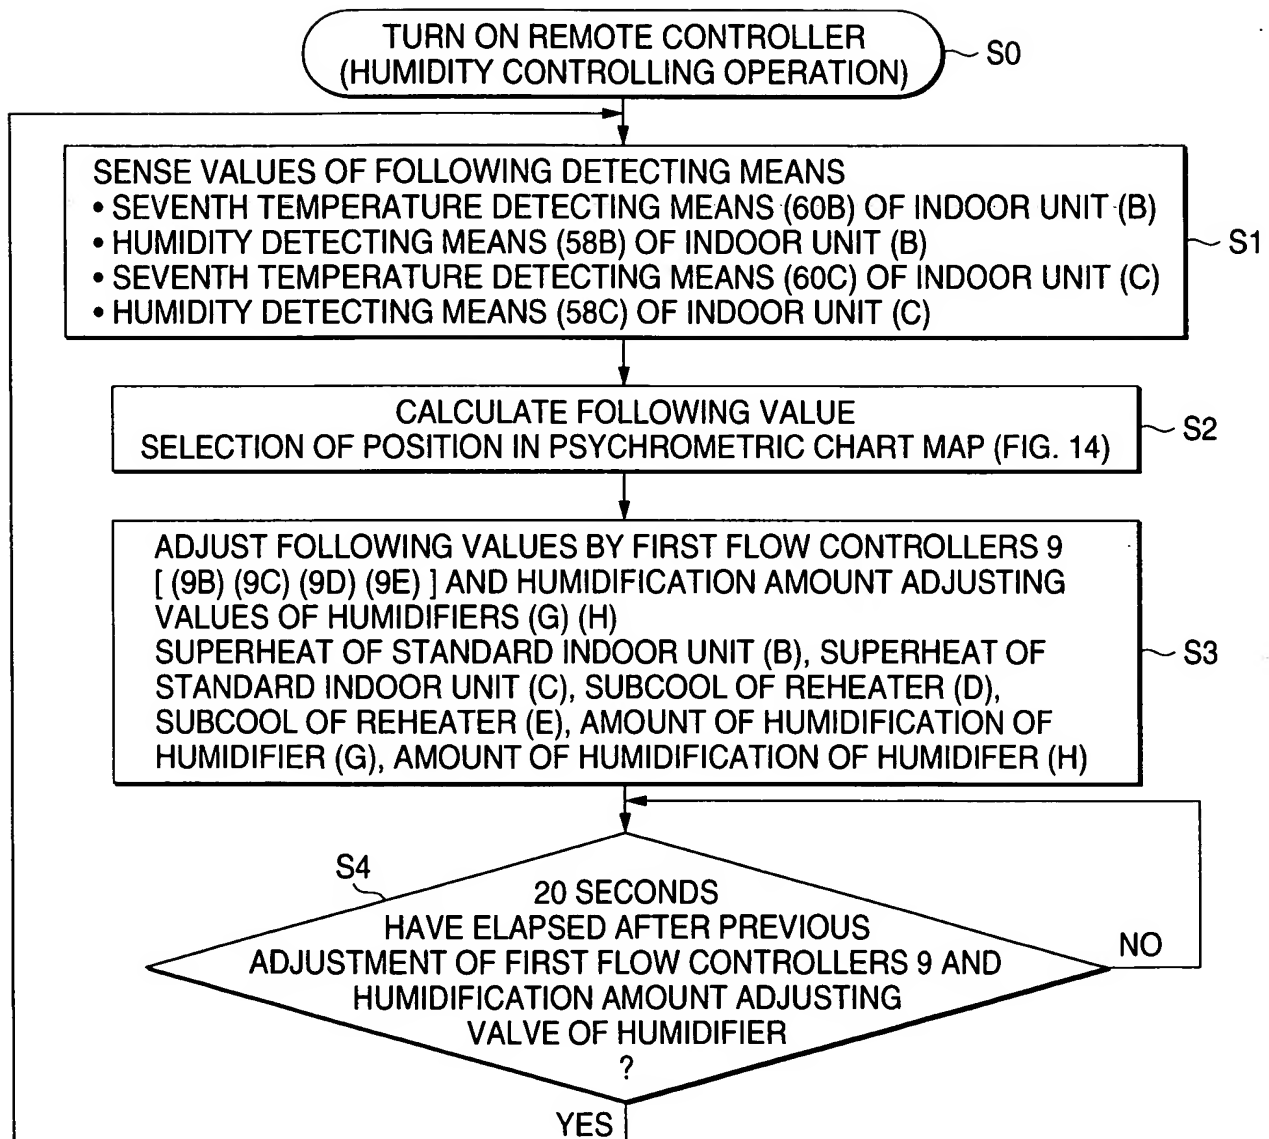 TURN ON REMOTE CONTROLLER
(HUMIDITY CONTROLLING OPERATION)
S0
SENSE VALUES OF FOLLOWING DETECTING MEANS
• SEVENTH TEMPERATURE DETECTING MEANS (60B) OF INDOOR UNIT (B)
• HUMIDITY DETECTING MEANS (58B) OF INDOOR UNIT (B)
• SEVENTH TEMPERATURE DETECTING MEANS (60C) OF INDOOR UNIT (C)
• HUMIDITY DETECTING MEANS (58C) OF INDOOR UNIT (C)
S1
CALCULATE FOLLOWING VALUE
SELECTION OF POSITION IN PSYCHROMETRIC CHART MAP (FIG. 14)
S2
ADJUST FOLLOWING VALUES BY FIRST FLOW CONTROLLERS 9
[ (9B) (9C) (9D) (9E) ] AND HUMIDIFICATION AMOUNT ADJUSTING
VALUES OF HUMIDIFIERS (G) (H)
SUPERHEAT OF STANDARD INDOOR UNIT (B), SUPERHEAT OF
STANDARD INDOOR UNIT (C), SUBCOOL OF REHEATER (D),
SUBCOOL OF REHEATER (E), AMOUNT OF HUMIDIFICATION OF
HUMIDIFIER (G), AMOUNT OF HUMIDIFICATION OF HUMIDIFER (H)
S3
S4
20 SECONDS
HAVE ELAPSED AFTER PREVIOUS
ADJUSTMENT OF FIRST FLOW CONTROLLERS 9 AND
HUMIDIFICATION AMOUNT ADJUSTING
VALVE OF HUMIDIFIER
?
NO
YES